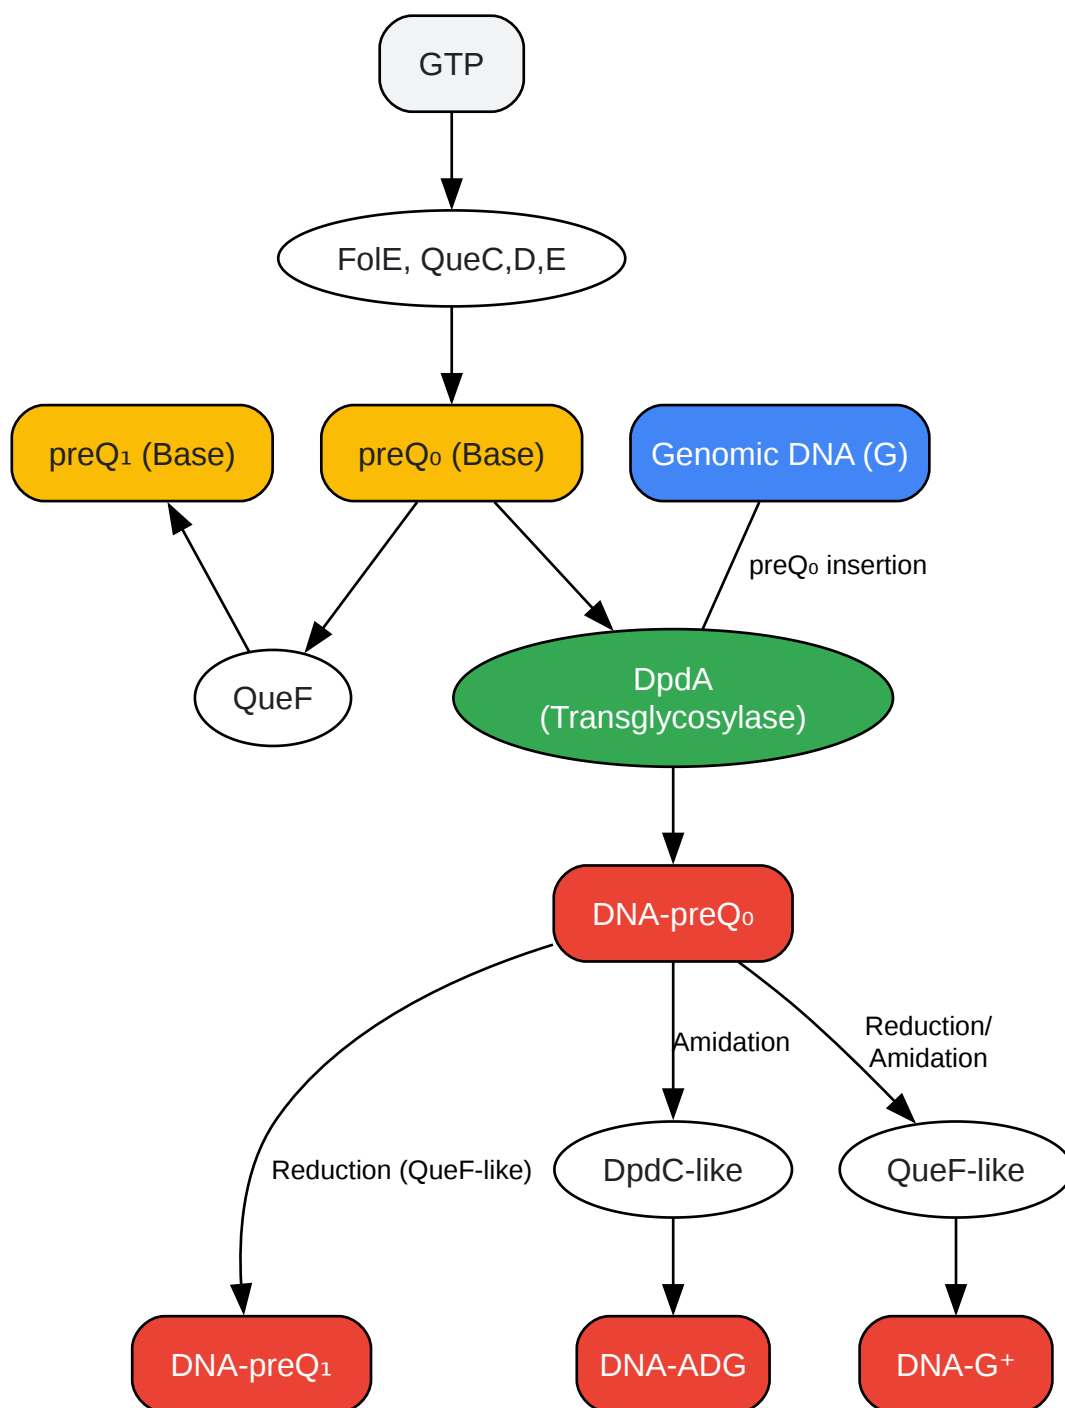 GTP
FolE, QueC,D,E
preQ₁ (Base)
preQ₀ (Base)
Genomic DNA (G)
preQ₀ insertion
QueF
DpdA
(Transglycosylase)
DNA-preQ₀
Amidation
Reduction/
Amidation
Reduction (QueF-like)
DpdC-like
QueF-like
DNA-preQ₁
DNA-ADG
DNA-G⁺